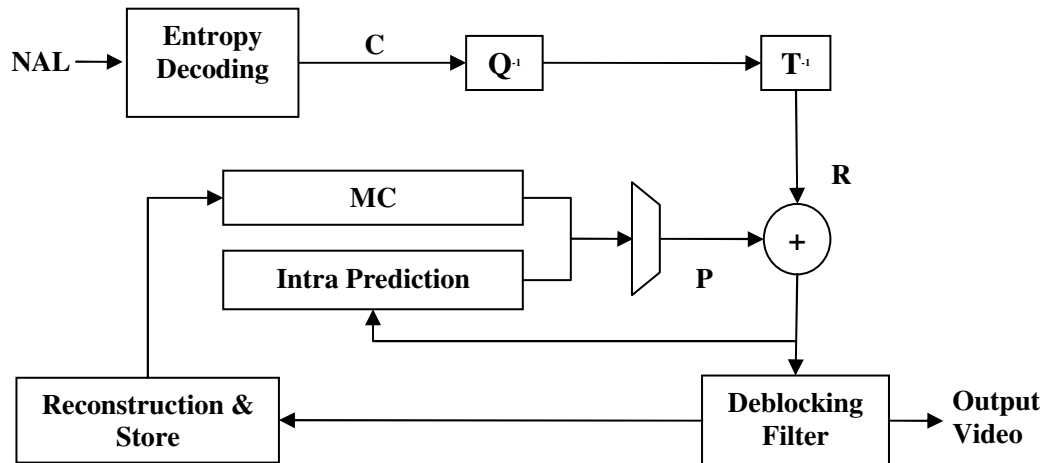 NAL
Entropy
Decoding
C
Q-1
T-1
R
MC
Intra Prediction
P
+
Reconstruction &
Store
Deblocking
Filter
Output
Video